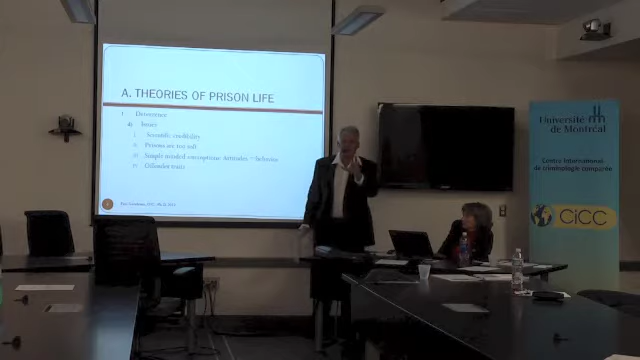 A. THEORIES OF PRISON LIFE
Deterrence
Issues
Scientific credibility
Prisons are too soft
Simple minded conception: Attitudes = behavior
Offender traits
Université
de Montréal
Centre international
de criminologie comparée
CiCC